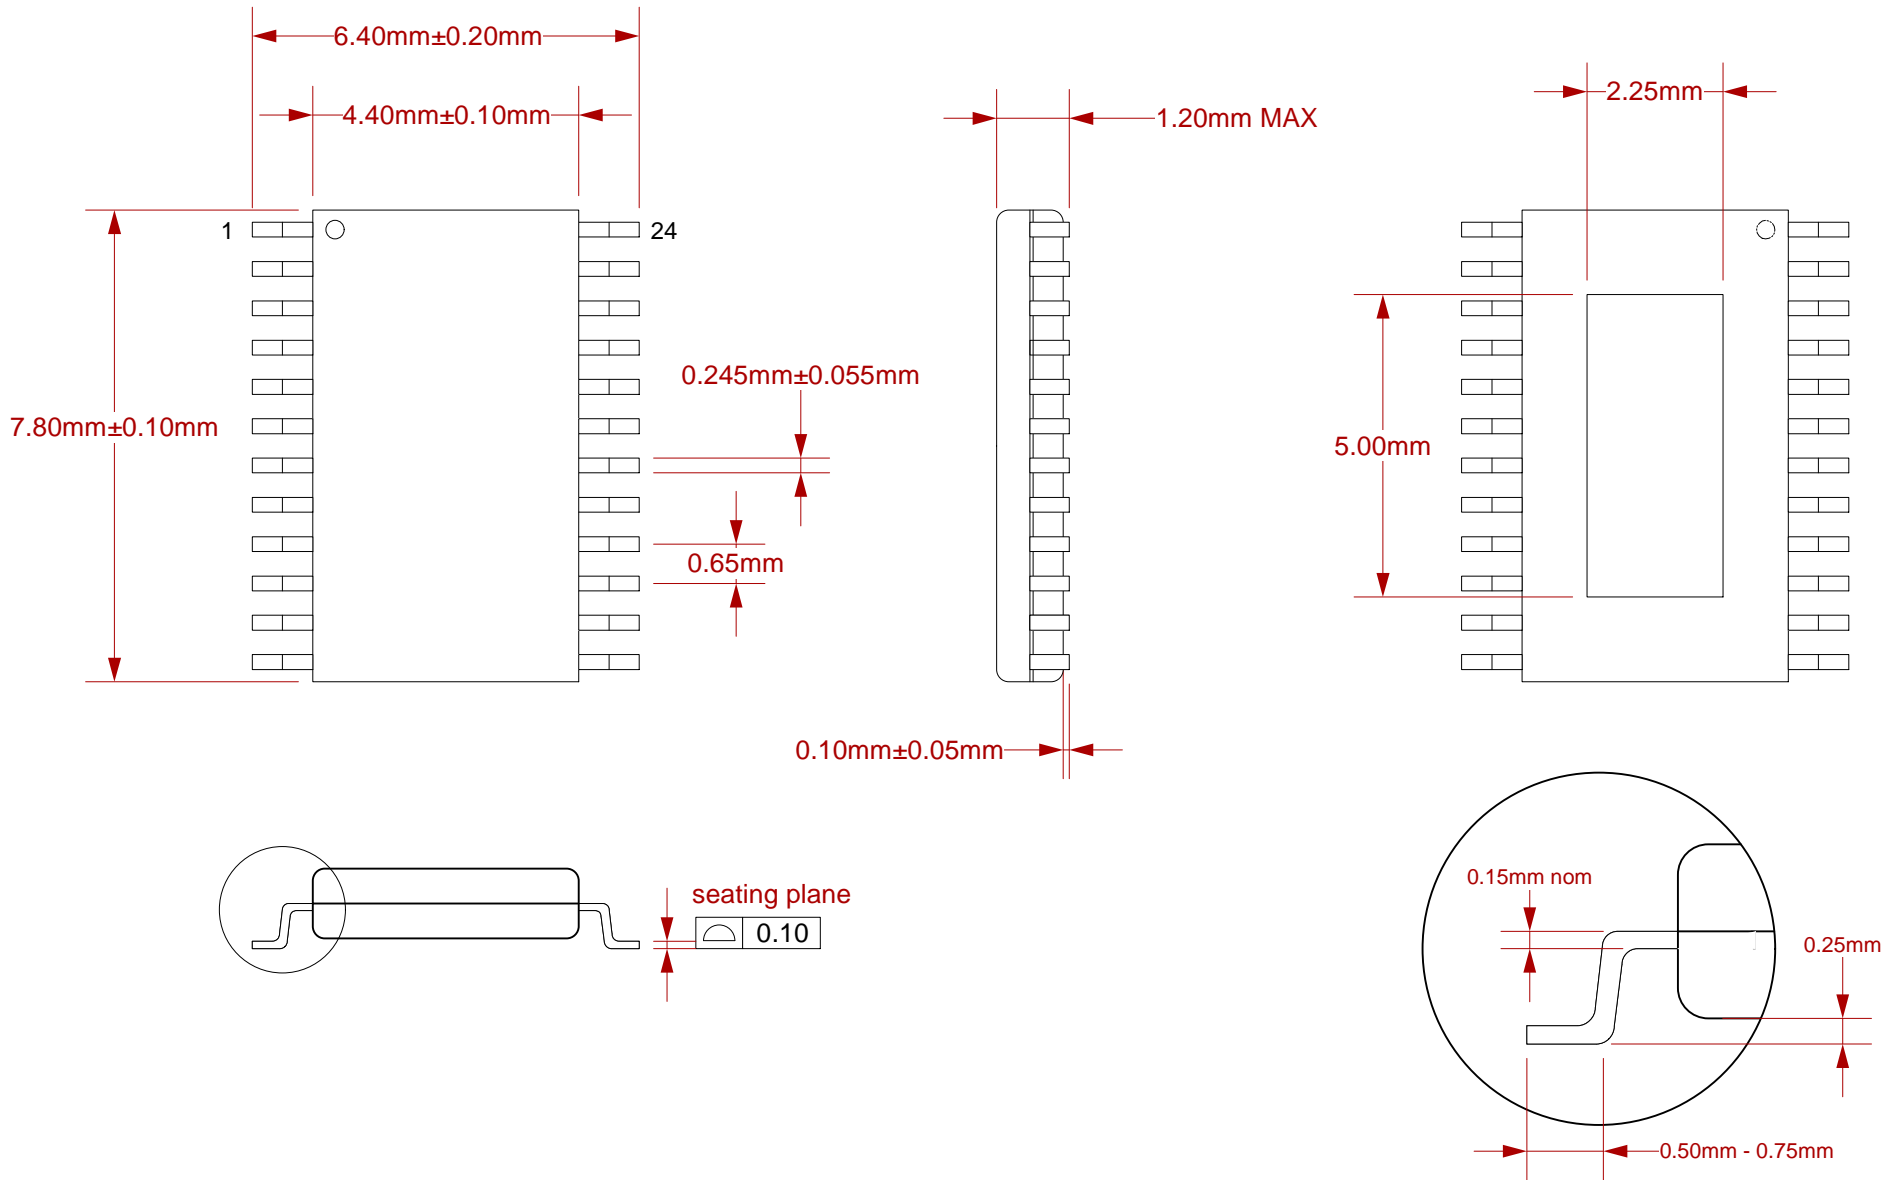 6.40mm±0.20mm
4.40mm±0.10mm
1.20mm MAX
2.25mm
1
24
0.245mm±0.055mm
7.80mm±0.10mm
5.00mm
0.65mm
0.10mm±0.05mm
seating plane
0.10
0.15mm nom
0.25mm
0.50mm - 0.75mm